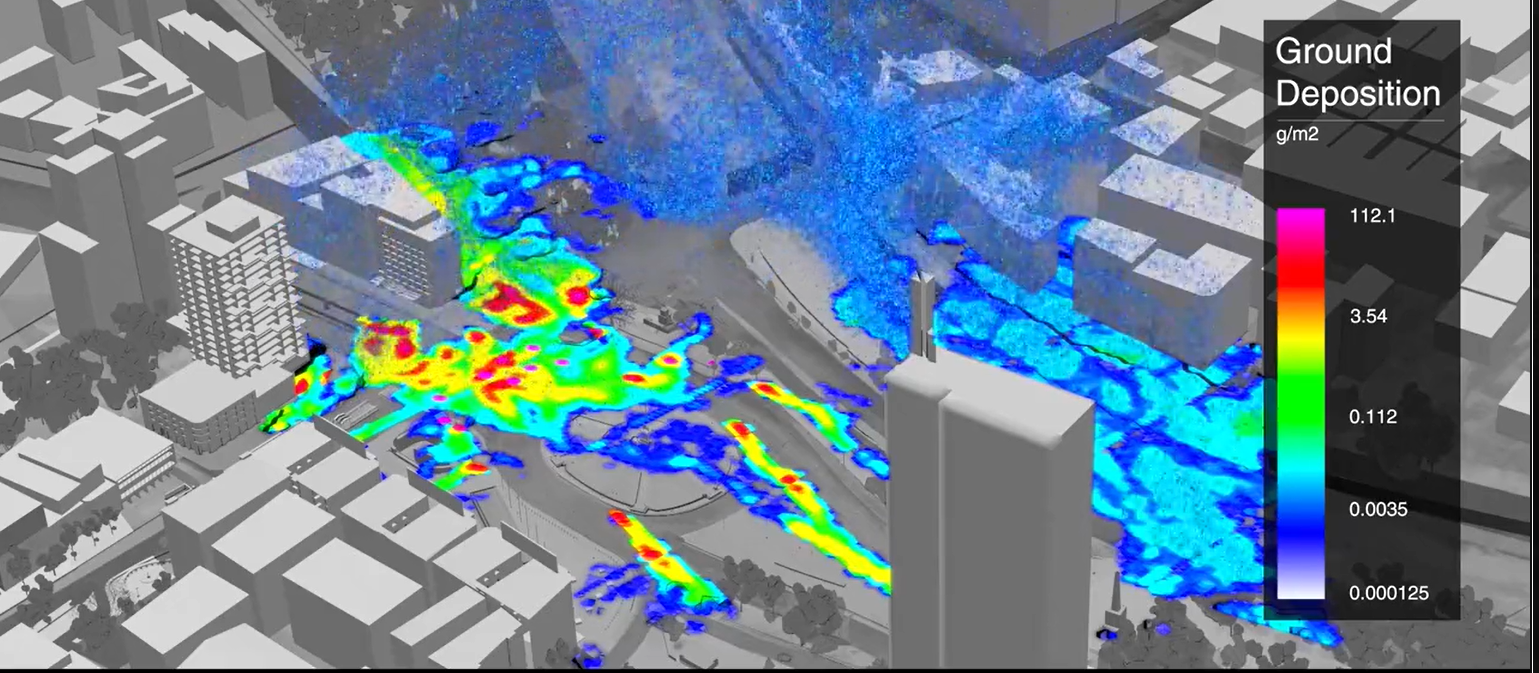 Ground
Deposition
g/m2
112.1
3.54
0.112
0.0035
0.000125